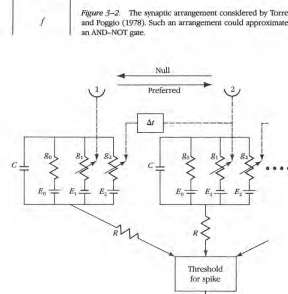 f
Figure 3–2. The synaptic arrangement considered by Torre
and Poggio (1978). Such an arrangement could approximate
an AND–NOT gate.
Null
Preferred
1 2
Δt
g₀ g₁ g₂ g₀ g₁ g₂
C C
E₀ E₁ E₂ E₀ E₁ E₂
R R
Threshold
for spike